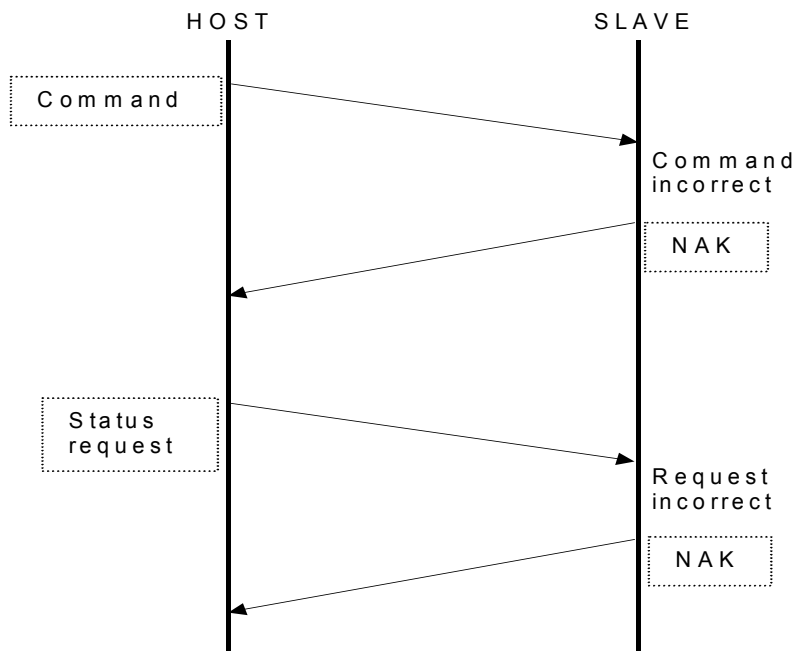 HOST
SLAVE
Command
Command
incorrect
NAK
Status
request
Request
incorrect
NAK